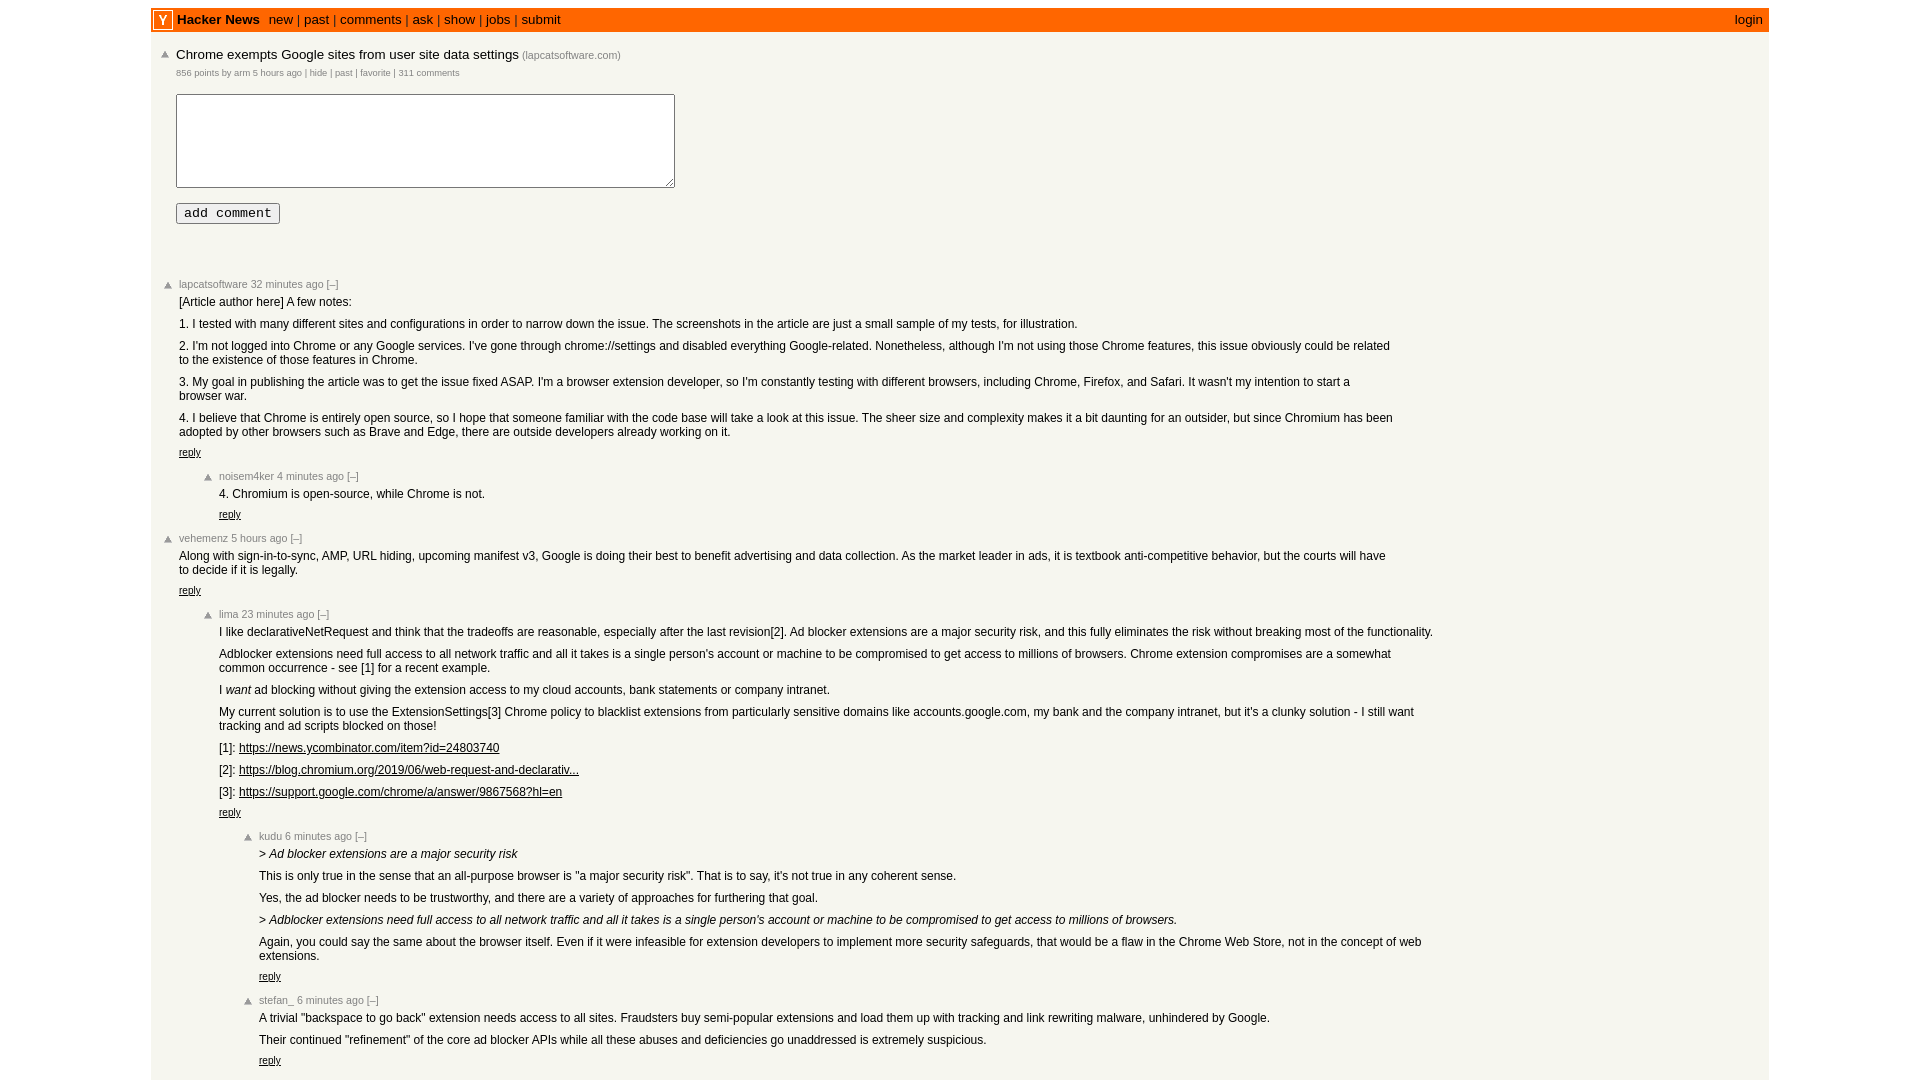 Y Hacker News new | past | comments | ask | show | jobs | submit login
Chrome exempts Google sites from user site data settings (lapcatsoftware.com)
856 points by arm 5 hours ago | hide | past | favorite | 311 comments
add comment
lapcatsoftware 32 minutes ago [–]
[Article author here] A few notes:
1. I tested with many different sites and configurations in order to narrow down the issue. The screenshots in the article are just a small sample of my tests, for illustration.
2. I'm not logged into Chrome or any Google services. I've gone through chrome://settings and disabled everything Google-related. Nonetheless, although I'm not using those Chrome features, this issue obviously could be related
to the existence of those features in Chrome.
3. My goal in publishing the article was to get the issue fixed ASAP. I'm a browser extension developer, so I'm constantly testing with different browsers, including Chrome, Firefox, and Safari. It wasn't my intention to start a
browser war.
4. I believe that Chrome is entirely open source, so I hope that someone familiar with the code base will take a look at this issue. The sheer size and complexity makes it a bit daunting for an outsider, but since Chromium has been
adopted by other browsers such as Brave and Edge, there are outside developers already working on it.
reply
noisem4ker 4 minutes ago [–]
4. Chromium is open-source, while Chrome is not.
reply
vehemenz 5 hours ago [–]
Along with sign-in-to-sync, AMP, URL hiding, upcoming manifest v3, Google is doing their best to benefit advertising and data collection. As the market leader in ads, it is textbook anti-competitive behavior, but the courts will have
to decide if it is legally.
reply
lima 23 minutes ago [–]
I like declarativeNetRequest and think that the tradeoffs are reasonable, especially after the last revision[2]. Ad blocker extensions are a major security risk, and this fully eliminates the risk without breaking most of the functionality.
Adblocker extensions need full access to all network traffic and all it takes is a single person's account or machine to be compromised to get access to millions of browsers. Chrome extension compromises are a somewhat
common occurrence - see [1] for a recent example.
I want ad blocking without giving the extension access to my cloud accounts, bank statements or company intranet.
My current solution is to use the ExtensionSettings[3] Chrome policy to blacklist extensions from particularly sensitive domains like accounts.google.com, my bank and the company intranet, but it's a clunky solution - I still want
tracking and ad scripts blocked on those!
[1]: https://news.ycombinator.com/item?id=24803740
[2]: https://blog.chromium.org/2019/06/web-request-and-declarativ...
[3]: https://support.google.com/chrome/a/answer/9867568?hl=en
reply
kudu 6 minutes ago [–]
> Ad blocker extensions are a major security risk
This is only true in the sense that an all-purpose browser is "a major security risk". That is to say, it's not true in any coherent sense.
Yes, the ad blocker needs to be trustworthy, and there are a variety of approaches for furthering that goal.
> Adblocker extensions need full access to all network traffic and all it takes is a single person's account or machine to be compromised to get access to millions of browsers.
Again, you could say the same about the browser itself. Even if it were infeasible for extension developers to implement more security safeguards, that would be a flaw in the Chrome Web Store, not in the concept of web
extensions.
reply
stefan_ 6 minutes ago [–]
A trivial "backspace to go back" extension needs access to all sites. Fraudsters buy semi-popular extensions and load them up with tracking and link rewriting malware, unhindered by Google.
Their continued "refinement" of the core ad blocker APIs while all these abuses and deficiencies go unaddressed is extremely suspicious.
reply